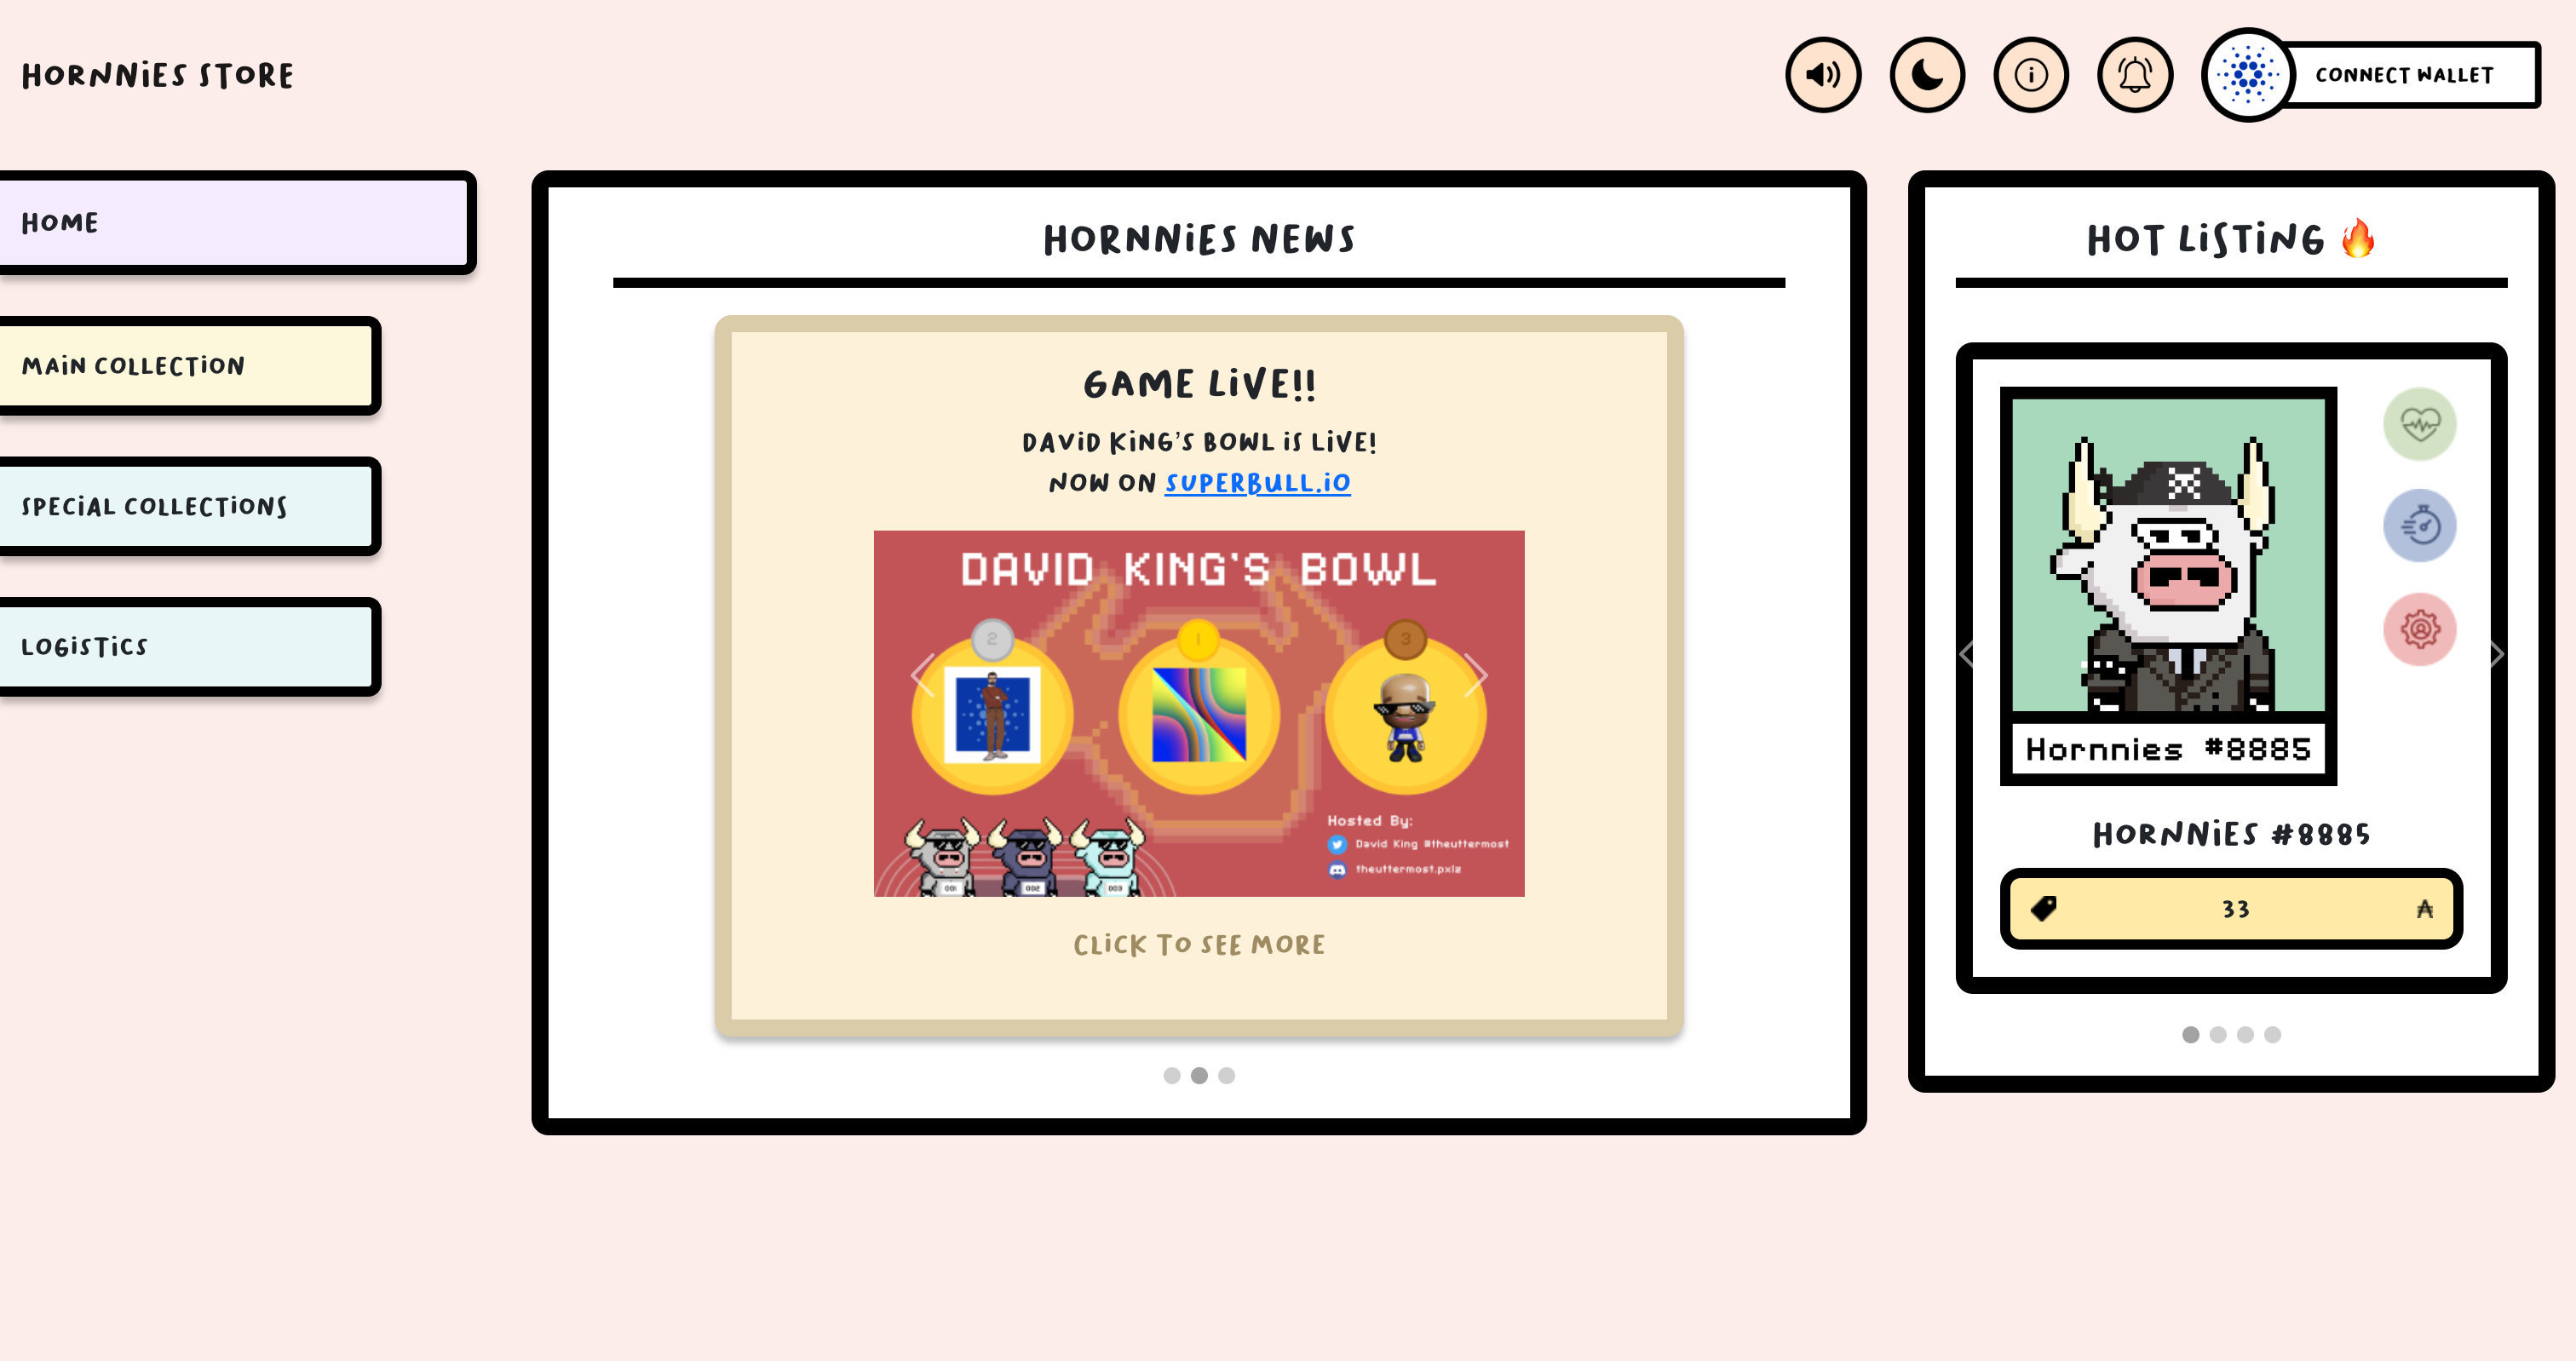 HORNNiES STORE
CONNECT WALLET
HOME
MAiN COLLECTiON
SPECiAL COLLECTiONS
LOGiSTiCS
HORNNiES NEWS
GAME LiVE!!
DAViD KiNG'S BOWL iS LiVE!
NOW ON SUPERBULL.iO
DAVID KING'S BOWL
2
1
3
Hosted By:
David King @theuttermost
theuttermost.pxlz
001
002
003
CLiCK TO SEE MORE
HOT LiSTiNG 🔥
Hornnies #8885
HORNNiES #8885
33 ₳